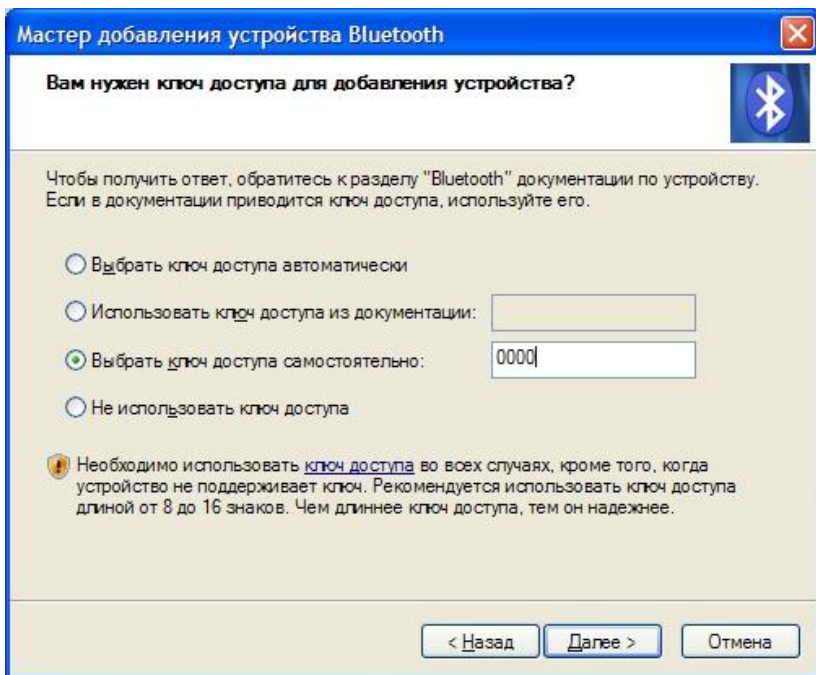 Мастер добавления устройства Bluetooth
Вам нужен ключ доступа для добавления устройства?
Чтобы получить ответ, обратитесь к разделу "Bluetooth" документации по устройству.
Если в документации приводится ключ доступа, используйте его.
Выбрать ключ доступа автоматически
Использовать ключ доступа из документации:
Выбрать ключ доступа самостоятельно: 0000
Не использовать ключ доступа
Необходимо использовать ключ доступа во всех случаях, кроме того, когда
устройство не поддерживает ключ. Рекомендуется использовать ключ доступа
длиной от 8 до 16 знаков. Чем длиннее ключ доступа, тем он надежнее.
< Назад Далее > Отмена